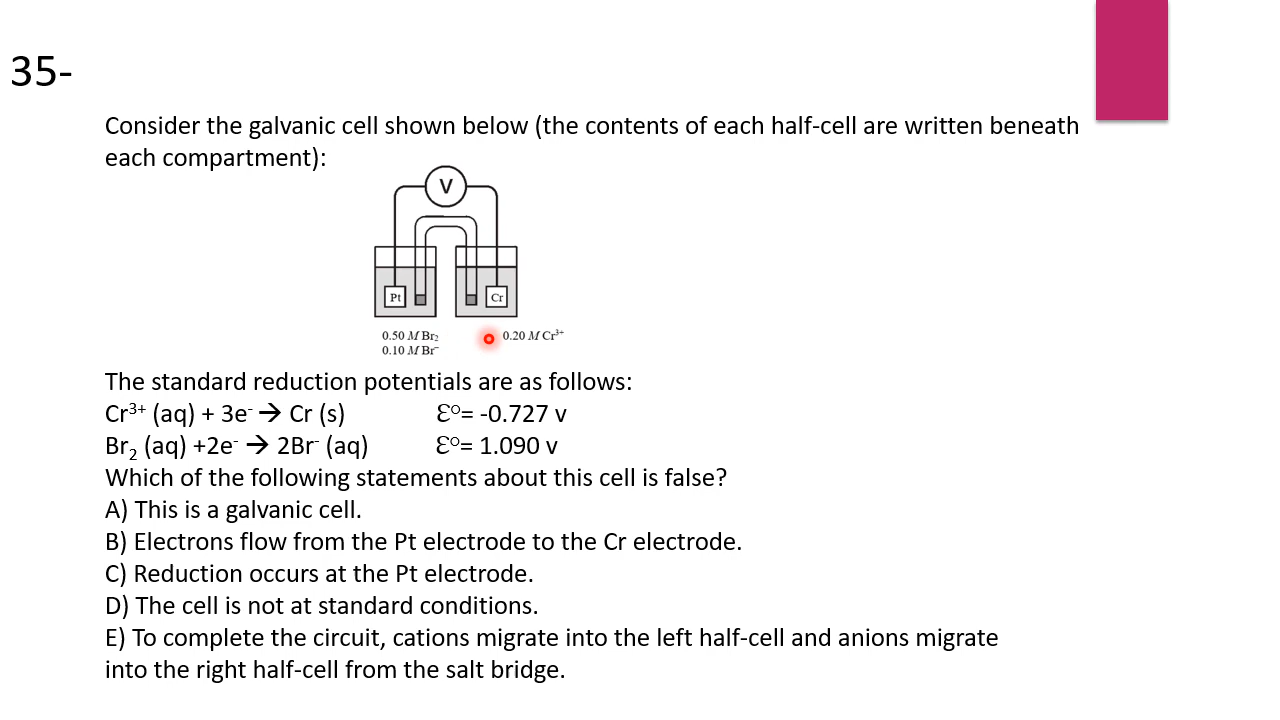 35-
Consider the galvanic cell shown below (the contents of each half-cell are written beneath
each compartment):
V
Pt
Cr
0.50 M Br₂
0.10 M Br⁻
0.20 M Cr³⁺
The standard reduction potentials are as follows:
Cr³⁺ (aq) + 3e⁻ → Cr (s) ℰ°= -0.727 v
Br₂ (aq) +2e⁻ → 2Br⁻ (aq) ℰ°= 1.090 v
Which of the following statements about this cell is false?
A) This is a galvanic cell.
B) Electrons flow from the Pt electrode to the Cr electrode.
C) Reduction occurs at the Pt electrode.
D) The cell is not at standard conditions.
E) To complete the circuit, cations migrate into the left half-cell and anions migrate
into the right half-cell from the salt bridge.